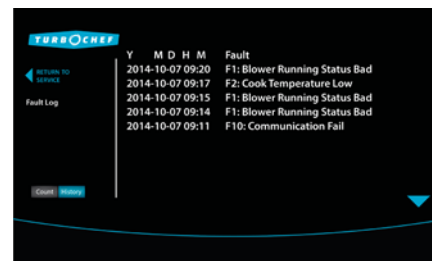 TURBOCHEF
RETURN TO
SERVICE
Fault Log
Y M D H M Fault
2014-10-07 09:20 F1: Blower Running Status Bad
2014-10-07 09:17 F2: Cook Temperature Low
2014-10-07 09:15 F1: Blower Running Status Bad
2014-10-07 09:14 F1: Blower Running Status Bad
2014-10-07 09:11 F10: Communication Fail
Count History